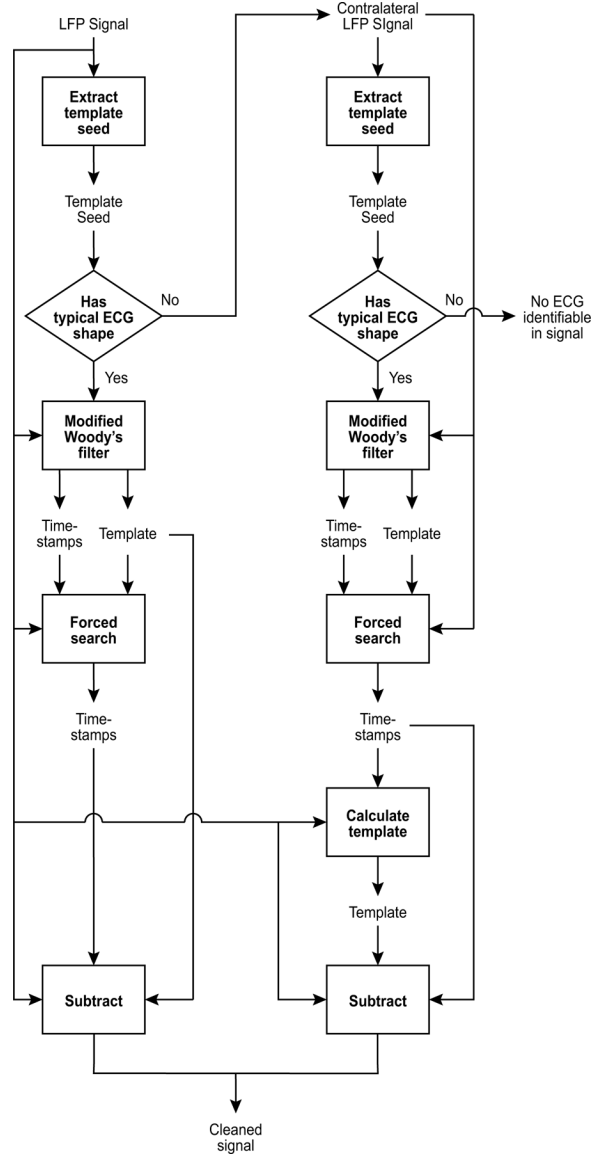 LFP Signal
Extract
template
seed
Template
Seed
Has
typical ECG
shape
No
Yes
Modified
Woody's
filter
Time-
stamps
Template
Forced
search
Time-
stamps
Subtract
Contralateral
LFP SIgnal
Extract
template
seed
Template
Seed
Has
typical ECG
shape
No
No ECG
identifiable
in signal
Yes
Modified
Woody's
filter
Time-
stamps
Template
Forced
search
Time-
stamps
Calculate
template
Template
Subtract
Cleaned
signal